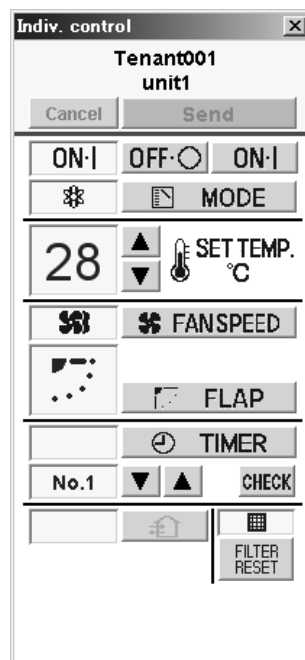 Indiv. control
Tenant001
unit1
Cancel Send
ON·| OFF·○ ON·|
MODE
28 SET TEMP.
°C
FANSPEED
FLAP
TIMER
No.1 ▼ ▲ CHECK
FILTER
RESET